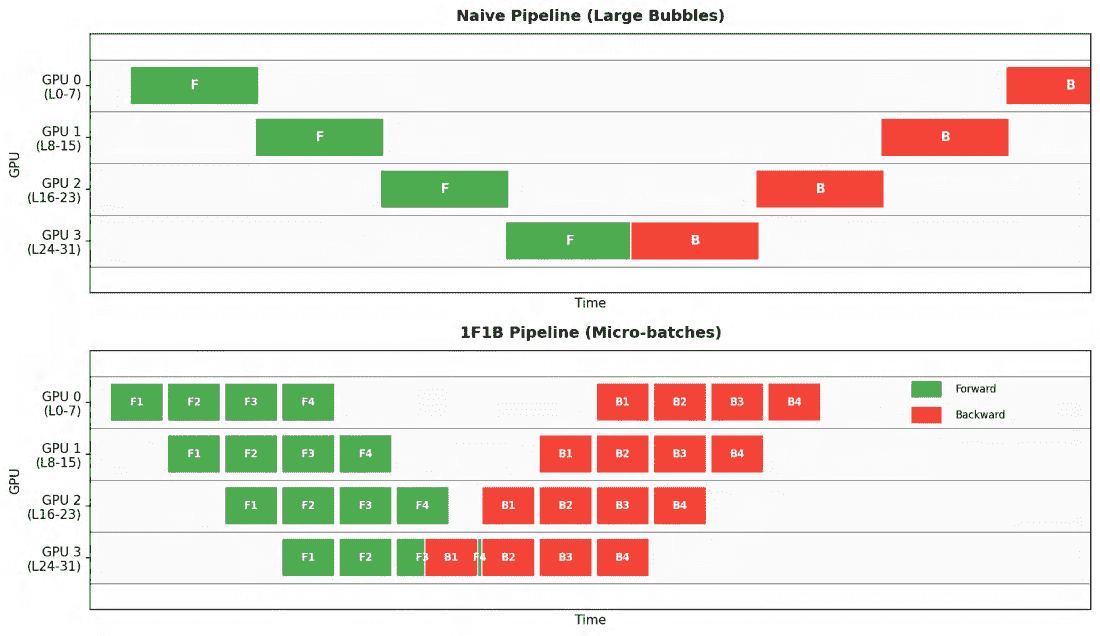 Naive Pipeline (Large Bubbles)
GPU
GPU 0
(L0-7)
F
B
GPU 1
(L8-15)
F
B
GPU 2
(L16-23)
F
B
GPU 3
(L24-31)
F
B
Time
1F1B Pipeline (Micro-batches)
GPU
GPU 0
(L0-7)
F1 F2 F3 F4 B1 B2 B3 B4
GPU 1
(L8-15)
F1 F2 F3 F4 B1 B2 B3 B4
GPU 2
(L16-23)
F1 F2 F3 F4 B1 B2 B3 B4
GPU 3
(L24-31)
F1 F2 F3 B1 F4 B2 B3 B4
Forward
Backward
Time